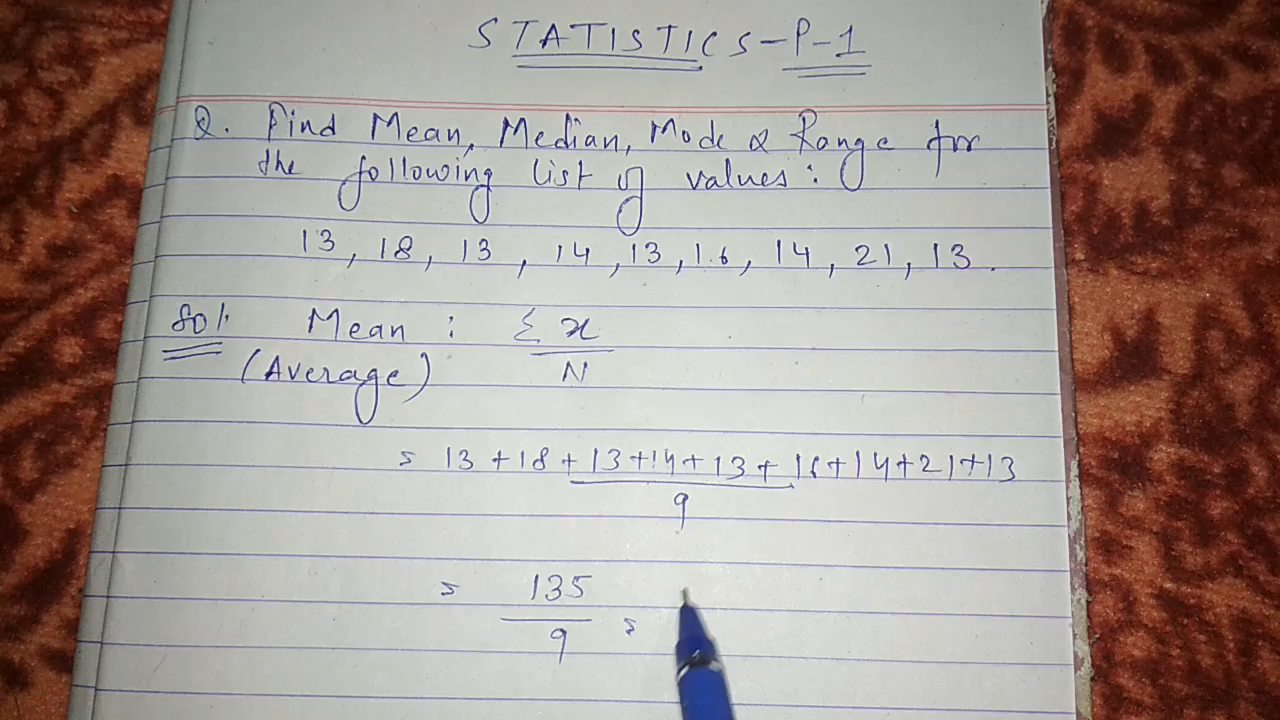 STATISTICS-P-1
Q. Find Mean, Median, Mode & Range for
the following list of values:
13, 18, 13, 14, 13, 16, 14, 21, 13.
Sol: Mean : Σx
(Average) N
= 13+18+13+14+13+16+14+21+13
9
= 135
9 =